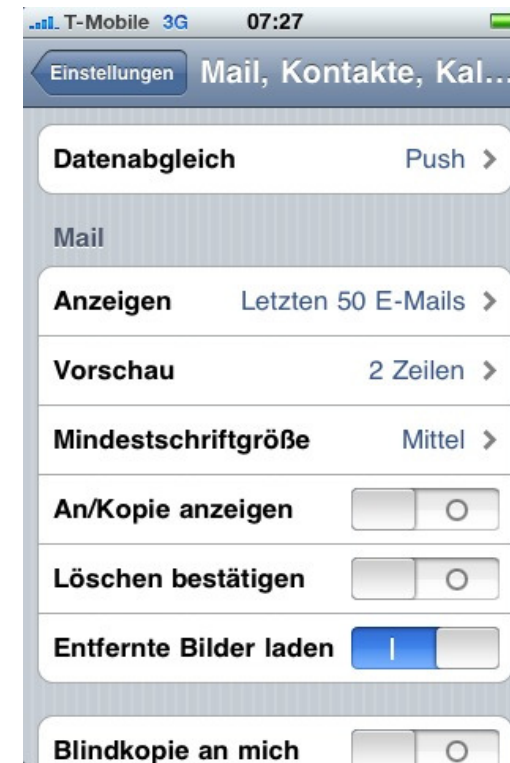 T-Mobile 3G 07:27
Einstellungen Mail, Kontakte, Kal...
Datenabgleich Push
Mail
Anzeigen Letzten 50 E-Mails
Vorschau 2 Zeilen
Mindestschriftgröße Mittel
An/Kopie anzeigen
Löschen bestätigen
Entfernte Bilder laden
Blindkopie an mich